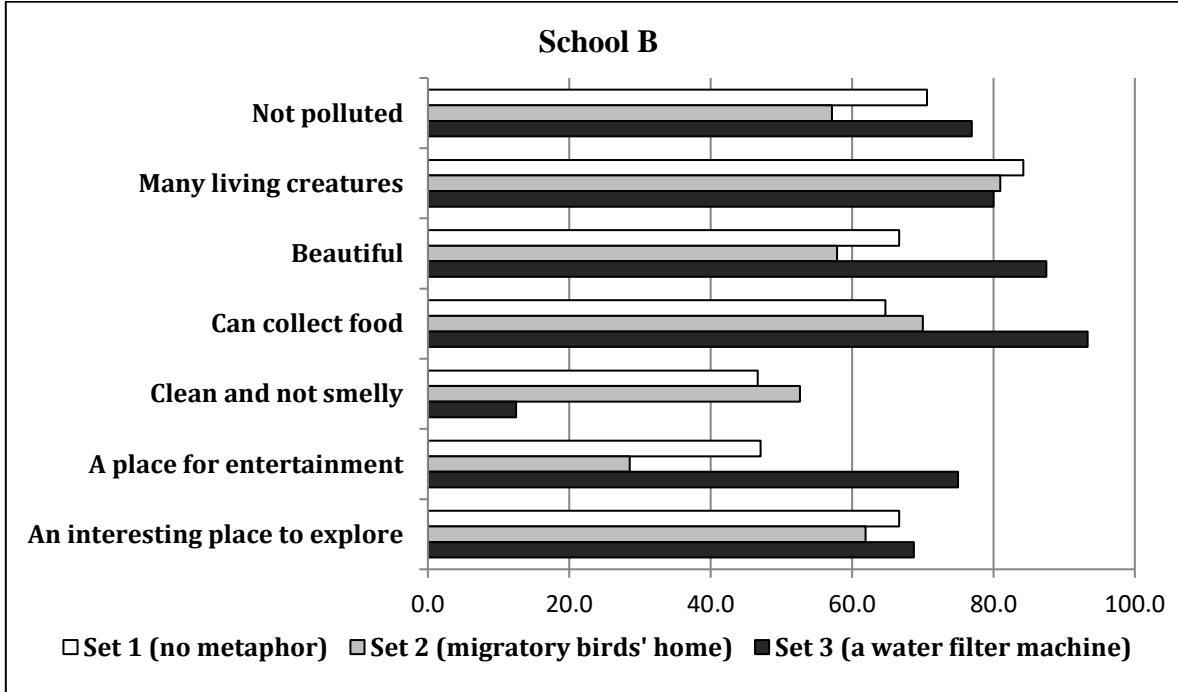 School B
Not polluted
Many living creatures
Beautiful
Can collect food
Clean and not smelly
A place for entertainment
An interesting place to explore
0.0 20.0 40.0 60.0 80.0 100.0
Set 1 (no metaphor) Set 2 (migratory birds' home) Set 3 (a water filter machine)